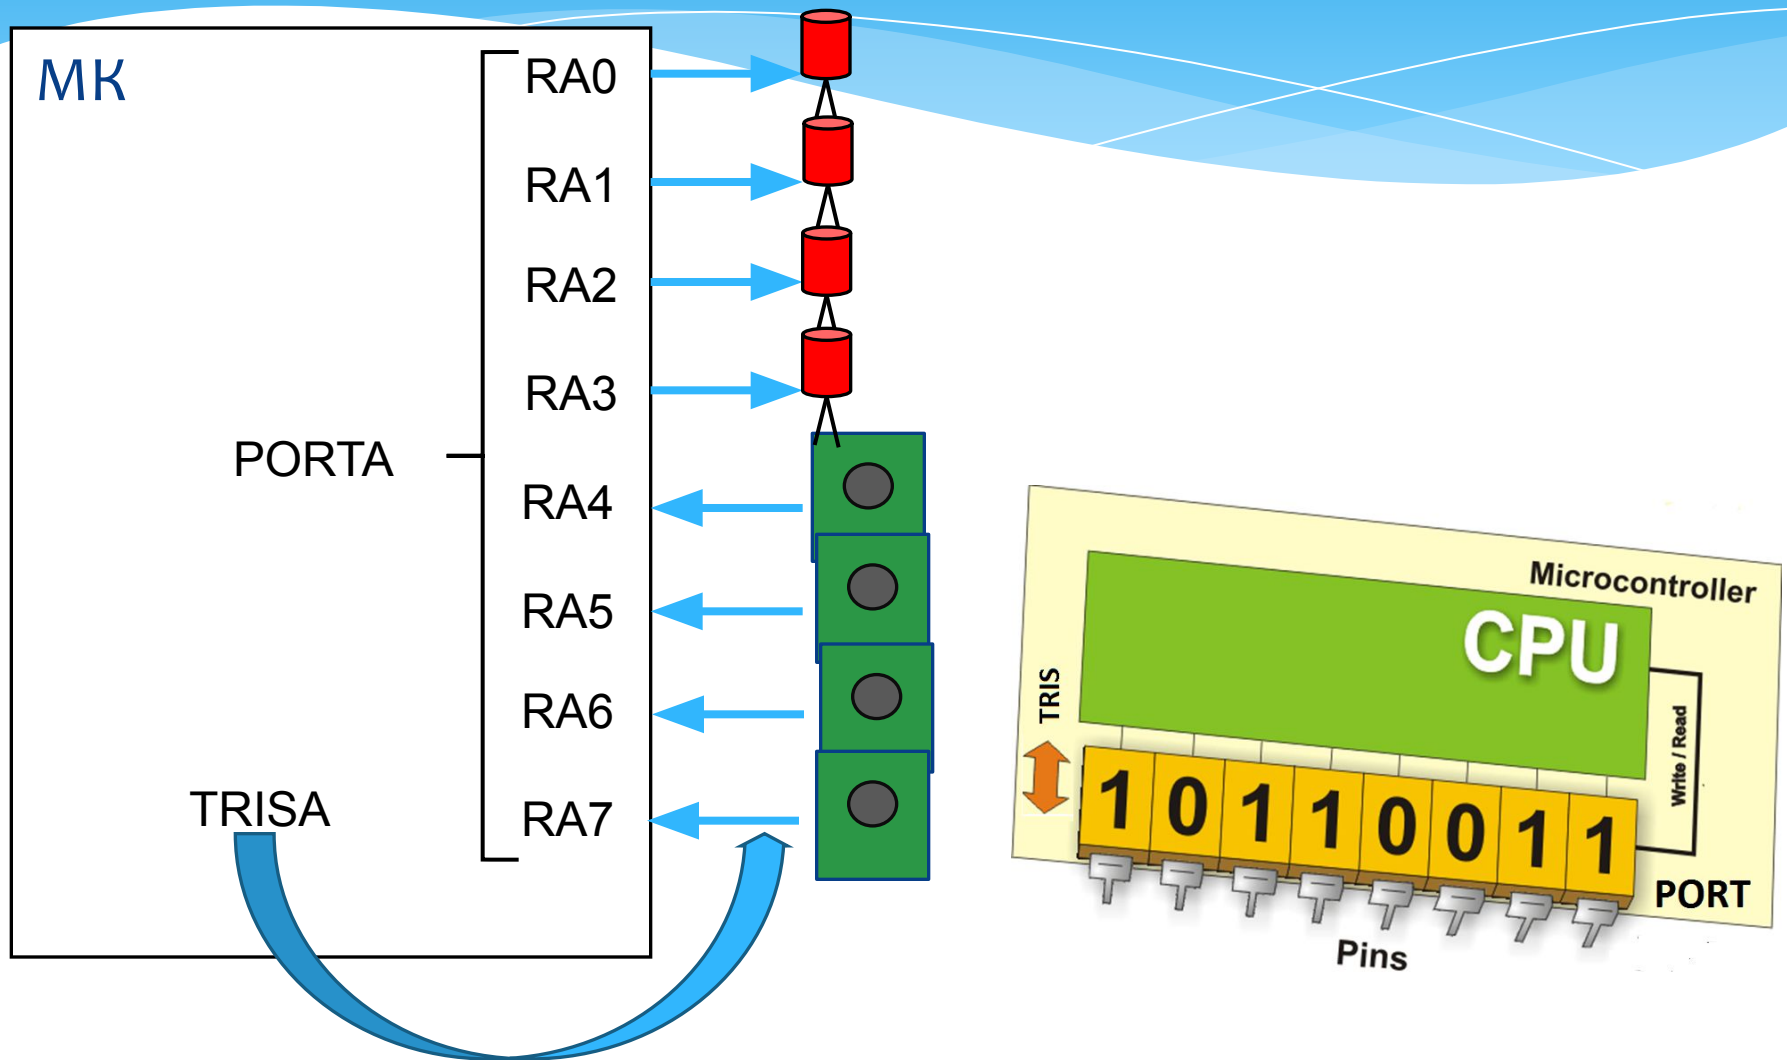 МК
RA0
RA1
RA2
RA3
PORTA
RA4
RA5
RA6
TRISA
RA7
Microcontroller
CPU
TRIS
Write / Read
1 0 1 1 0 0 1 1
PORT
Pins